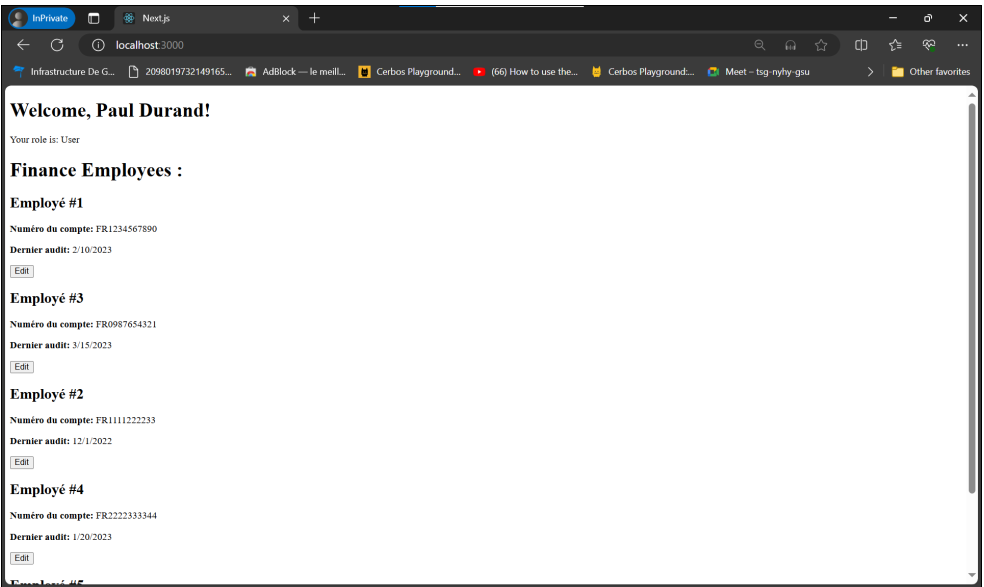 InPrivate
Next.js
localhost:3000
Infrastructure De G...
2098019732149165...
AdBlock — le meill...
Cerbos Playground...
(66) How to use the...
Cerbos Playground:...
Meet – tsg-nyhy-gsu
Other favorites
Welcome, Paul Durand!
Your role is: User
Finance Employees :
Employé #1
Numéro du compte: FR1234567890
Dernier audit: 2/10/2023
Edit
Employé #3
Numéro du compte: FR0987654321
Dernier audit: 3/15/2023
Edit
Employé #2
Numéro du compte: FR1111222233
Dernier audit: 12/1/2022
Edit
Employé #4
Numéro du compte: FR2222333344
Dernier audit: 1/20/2023
Edit
Employé #5